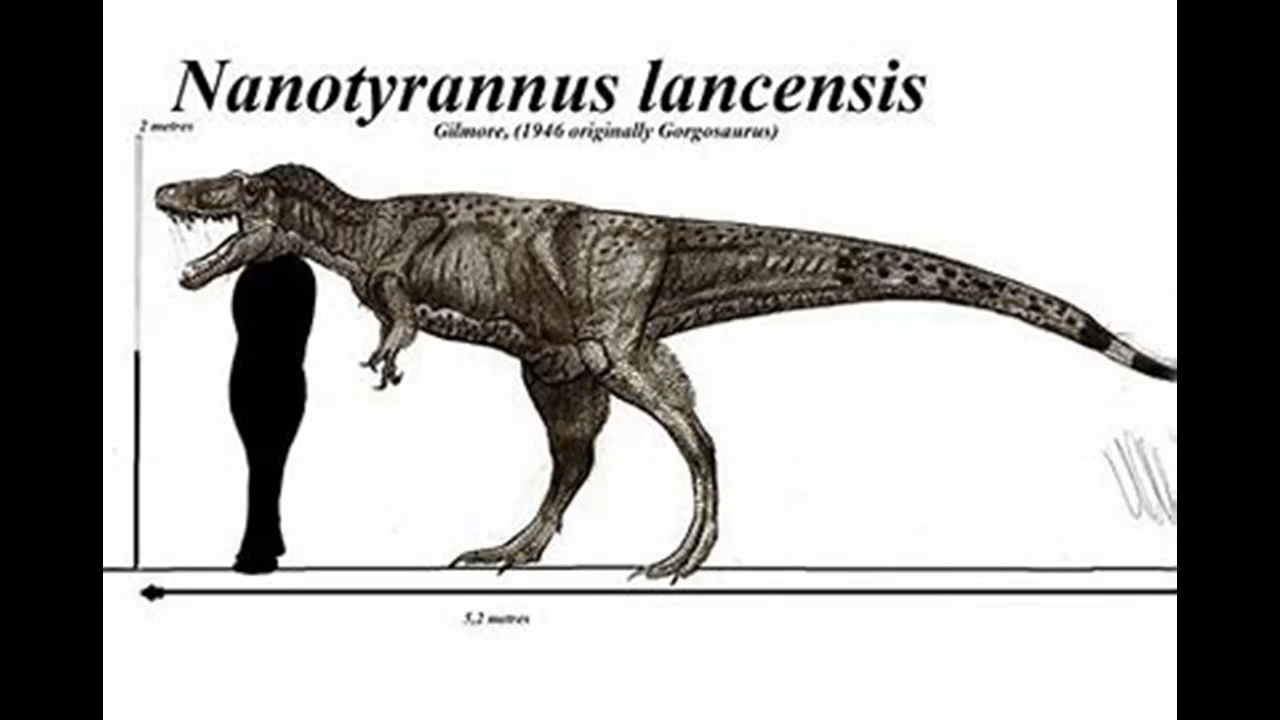 Nanotyrannus lancensis
Gilmore, (1946 originally Gorgosaurus)
2 metres
5,2 metres